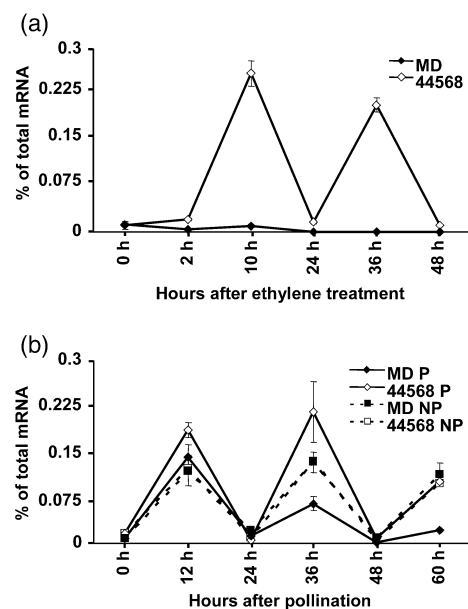 (a)
0.3
0.225
0.15
0.075
0
% of total mRNA
MD
44568
0 h
2 h
10 h
24 h
36 h
48 h
Hours after ethylene treatment
(b)
0.3
0.225
0.15
0.075
0
% of total mRNA
MD P
44568 P
MD NP
44568 NP
0 h
12 h
24 h
36 h
48 h
60 h
Hours after pollination